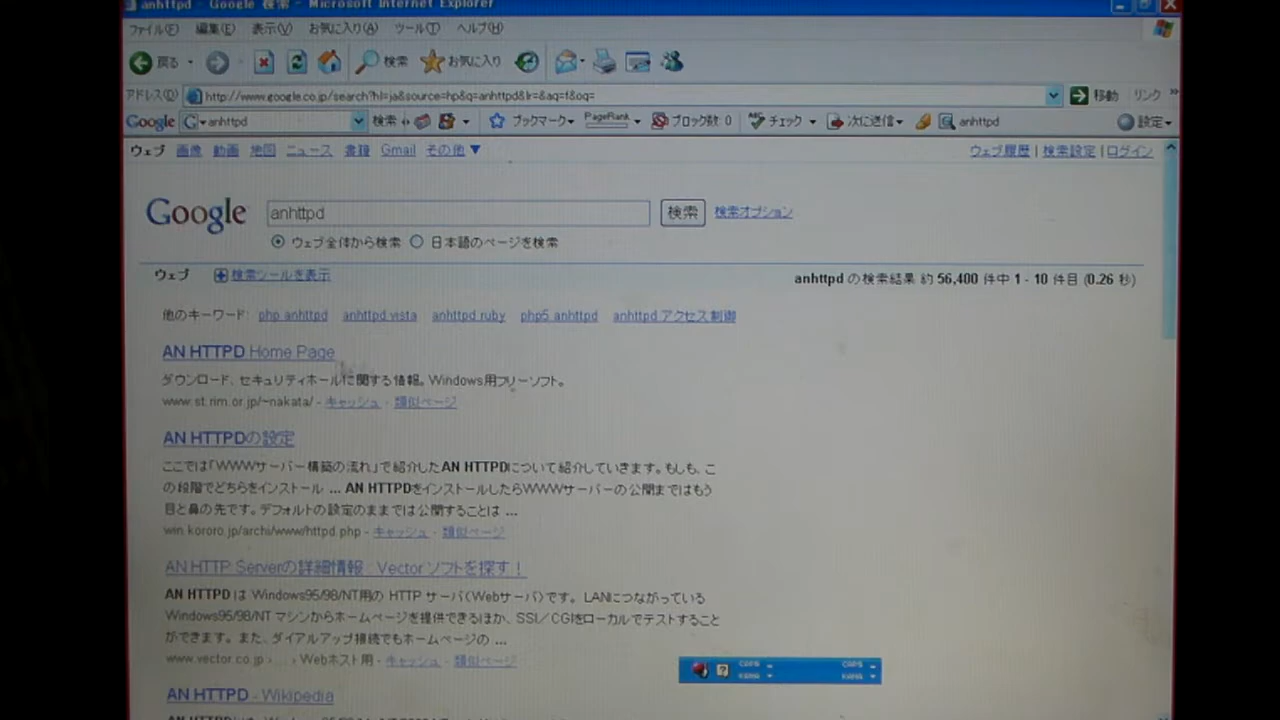 anhttpd - Google 検索 - Microsoft Internet Explorer
ファイル(F) 編集(E) 表示(V) お気に入り(A) ツール(T) ヘルプ(H)
戻る 検索 お気に入り
アドレス(D) http://www.google.co.jp/search?hl=ja&source=hp&q=anhttpd&lr=&aq=f&oq= 移動 リンク »
Google anhttpd 検索 ブックマーク PageRank ブロック数: 0 チェック 次に送信 anhttpd 設定
ウェブ 画像 動画 地図 ニュース 書籍 Gmail その他 ▼ ウェブ履歴 | 検索設定 | ログイン
Google anhttpd 検索 検索オプション
ウェブ全体から検索 日本語のページを検索
ウェブ 検索ツールを表示 anhttpd の検索結果 約 56,400 件中 1 - 10 件目 (0.26 秒)
他のキーワード: php anhttpd anhttpd vista anhttpd ruby php5 anhttpd anhttpd アクセス制御
AN HTTPD Home Page
ダウンロード、セキュリティホールに関する情報。Windows用フリーソフト。
www.st.rim.or.jp/~nakata/ - キャッシュ - 類似ページ
AN HTTPDの設定
ここでは「WWWサーバー構築の流れ」で紹介したAN HTTPDについて紹介していきます。もしも、こ
の段階でどちらをインストール ... AN HTTPDをインストールしたらWWWサーバーの公開まではもう
目と鼻の先です。デフォルトの設定のままでは公開することは ...
win.kororo.jp/archi/www/httpd.php - キャッシュ - 類似ページ
AN HTTP Serverの詳細情報 : Vector ソフトを探す！
AN HTTPD は Windows95/98/NT用の HTTP サーバ(Webサーバ)です。 LANにつながっている
Windows95/98/NT マシンからホームページを提供できるほか、SSI／CGIをローカルでテストすること
ができます。また、ダイアルアップ接続でもホームページの ...
www.vector.co.jp › ... › Webホスト用 - キャッシュ - 類似ページ
CAPS CAPS
KANA KANA
AN HTTPD - Wikipedia